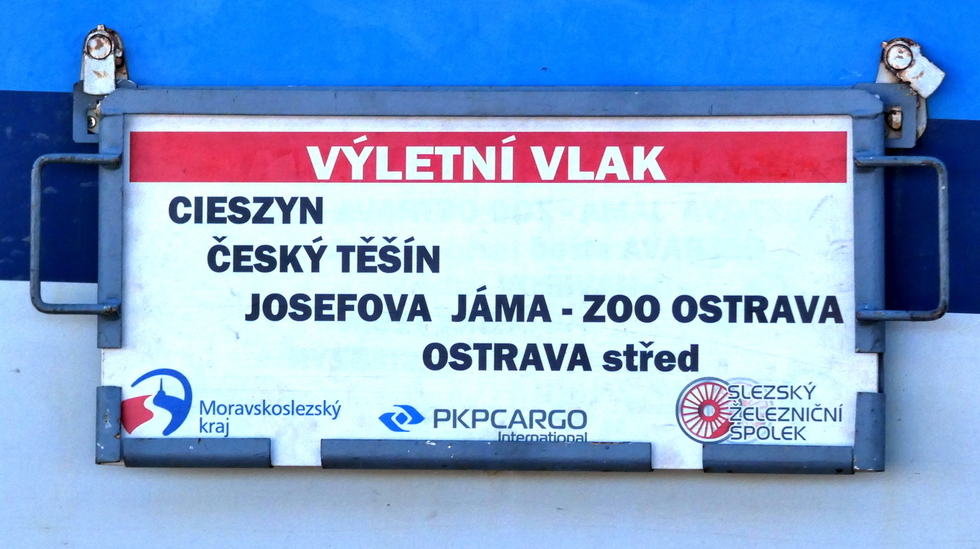 VÝLETNÍ VLAK
CIESZYN
ČESKÝ TĚŠÍN
JOSEFOVA JÁMA - ZOO OSTRAVA
OSTRAVA střed
Moravskoslezský
kraj
PKPCARGO
International
SLEZSKÝ
ŽELEZNIČNÍ
SPOLEK